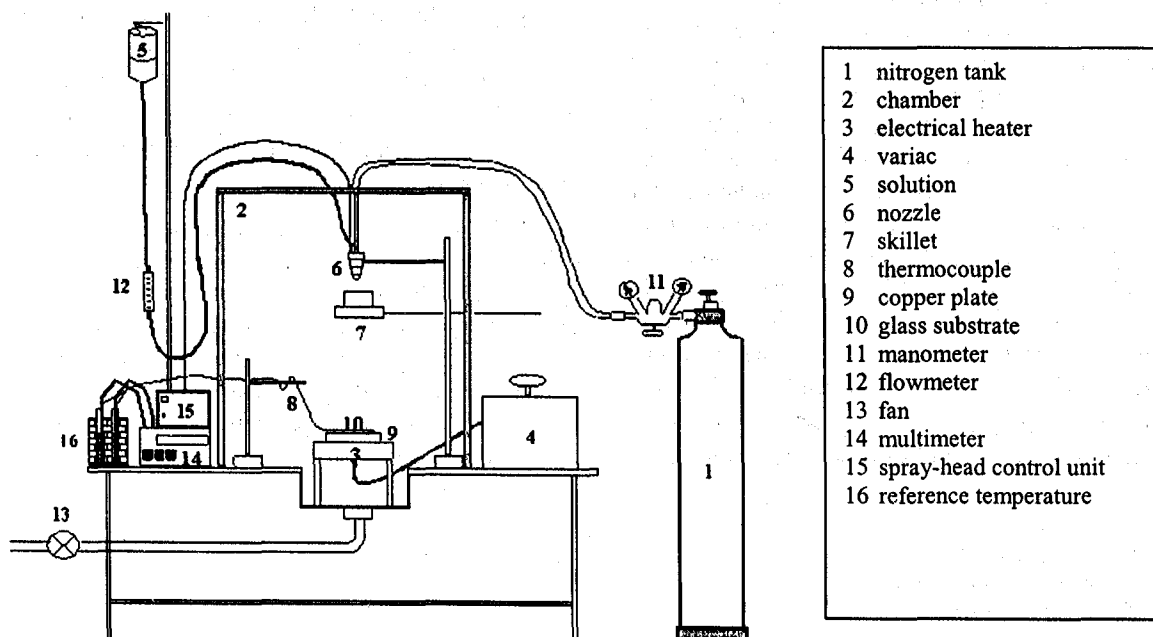 5
2
6
12
11
7
8
15
10
9
16
3
4
14
1
13
1 nitrogen tank
2 chamber
3 electrical heater
4 variac
5 solution
6 nozzle
7 skillet
8 thermocouple
9 copper plate
10 glass substrate
11 manometer
12 flowmeter
13 fan
14 multimeter
15 spray-head control unit
16 reference temperature